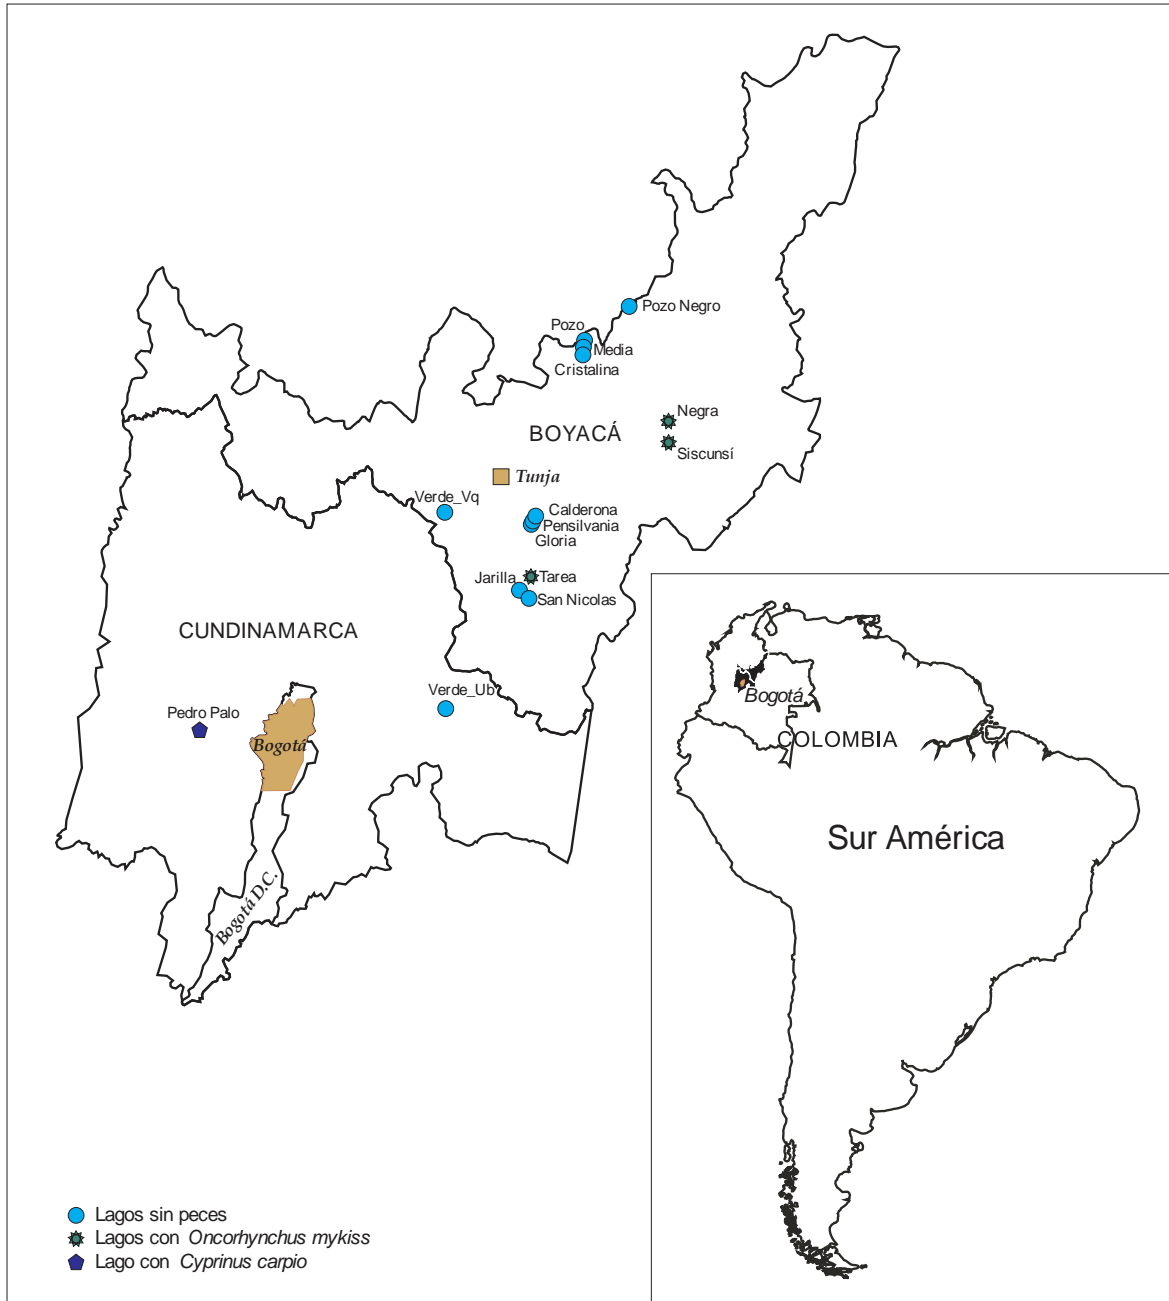 Pozo Negro
Pozo
Media
Cristalina
Negra
BOYACÁ
Siscunsí
Tunja
Verde_Vq
Calderona
Pensilvania
Gloria
Jarilla
Tarea
San Nicolas
CUNDINAMARCA
Verde_Ub
Pedro Palo
Bogotá
Bogotá D.C.
Bogotá
COLOMBIA
Sur América
Lagos sin peces
Lagos con Oncorhynchus mykiss
Lago con Cyprinus carpio